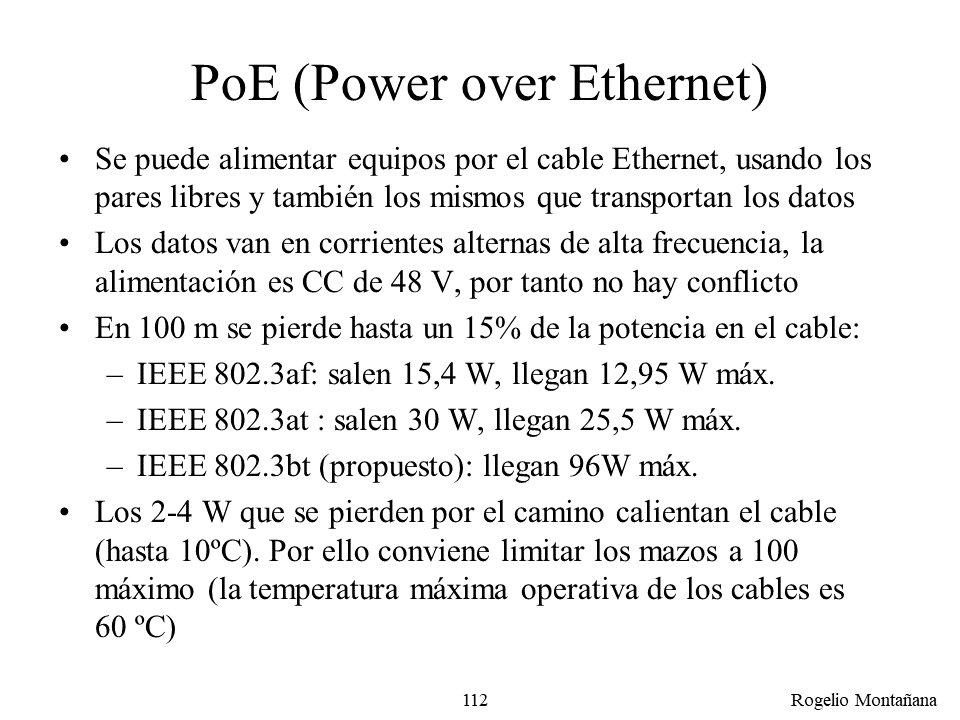 PoE (Power over Ethernet)
• Se puede alimentar equipos por el cable Ethernet, usando los
pares libres y también los mismos que transportan los datos
• Los datos van en corrientes alternas de alta frecuencia, la
alimentación es CC de 48 V, por tanto no hay conflicto
• En 100 m se pierde hasta un 15% de la potencia en el cable:
– IEEE 802.3af: salen 15,4 W, llegan 12,95 W máx.
– IEEE 802.3at : salen 30 W, llegan 25,5 W máx.
– IEEE 802.3bt (propuesto): llegan 96W máx.
• Los 2-4 W que se pierden por el camino calientan el cable
(hasta 10ºC). Por ello conviene limitar los mazos a 100
máximo (la temperatura máxima operativa de los cables es
60 ºC)
112
Rogelio Montañana